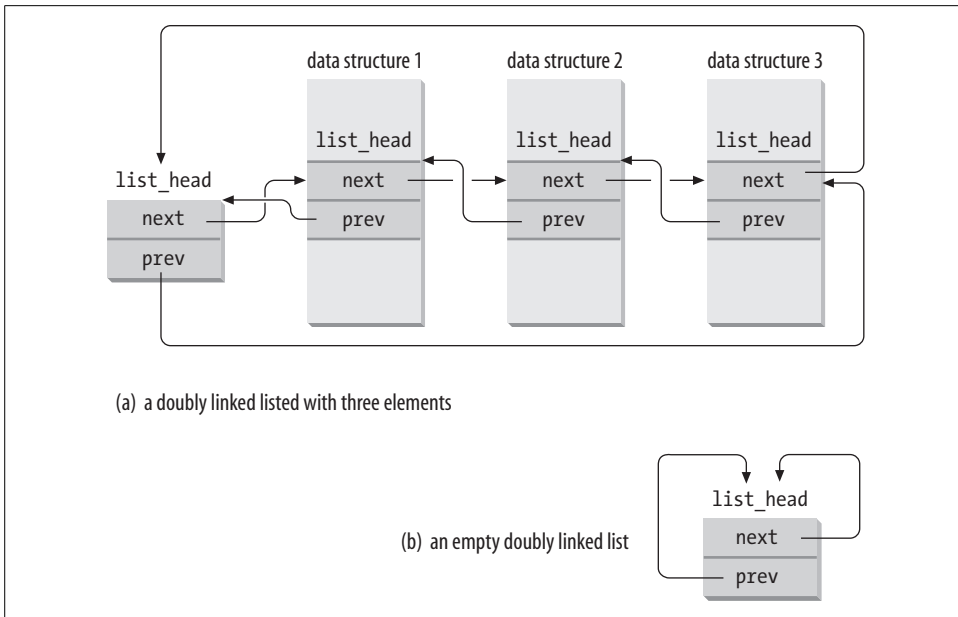 data structure 1
data structure 2
data structure 3
list_head
list_head
list_head
list_head
next
next
next
next
prev
prev
prev
prev
(a) a doubly linked listed with three elements
list_head
(b) an empty doubly linked list
next
prev